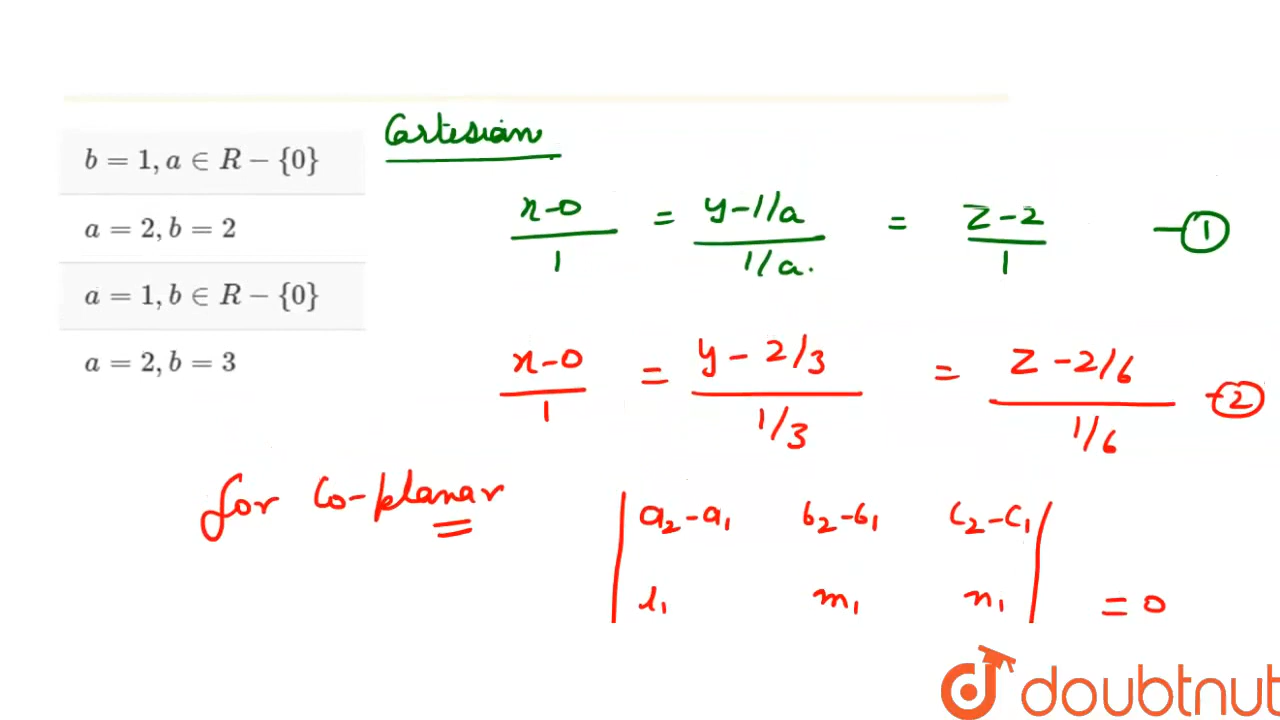 Cartesian
b = 1, a ∈ R − {0}
a = 2, b = 2
a = 1, b ∈ R − {0}
a = 2, b = 3
x-0/1 = y-1/a / 1/a. = z-2/1 -①
x-0/1 = y-2/3 / 1/3 = z-2/6 / 1/6 -②
for Co-planar
| a₂-a₁ b₂-b₁ c₂-c₁ |
| l₁ m₁ n₁ | = 0
doubtnut